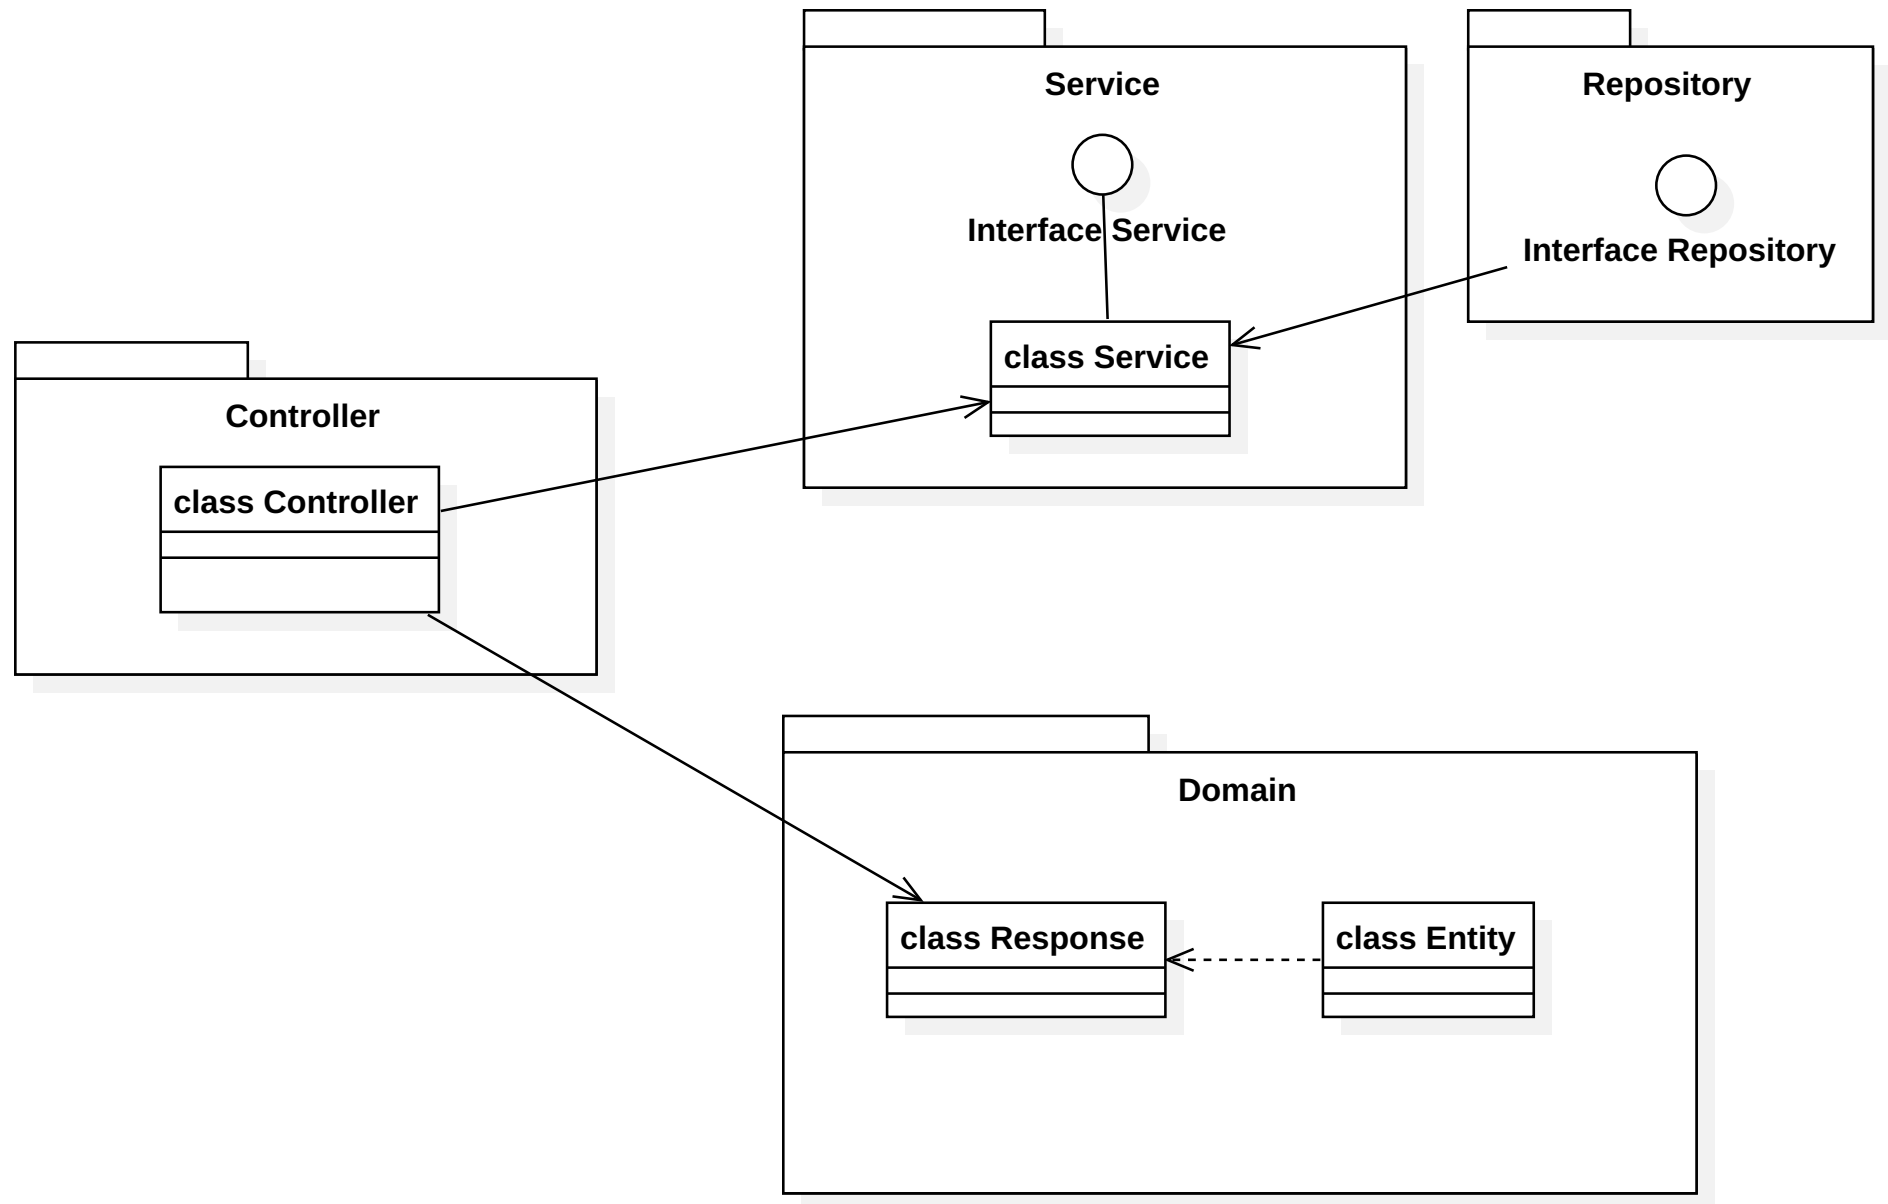 Service
Interface Service
class Service
Repository
Interface Repository
Controller
class Controller
Domain
class Response
class Entity